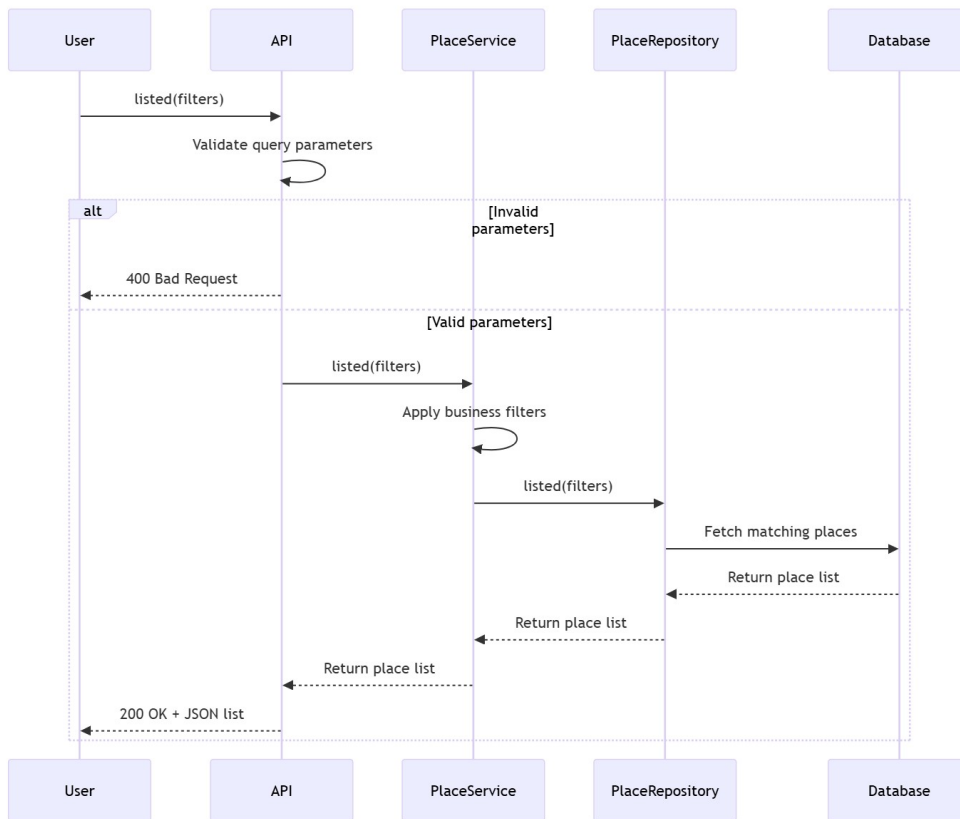 User
API
PlaceService
PlaceRepository
Database
listed(filters)
Validate query parameters
alt
[Invalid
parameters]
400 Bad Request
[Valid parameters]
listed(filters)
Apply business filters
listed(filters)
Fetch matching places
Return place list
Return place list
Return place list
200 OK + JSON list
User
API
PlaceService
PlaceRepository
Database